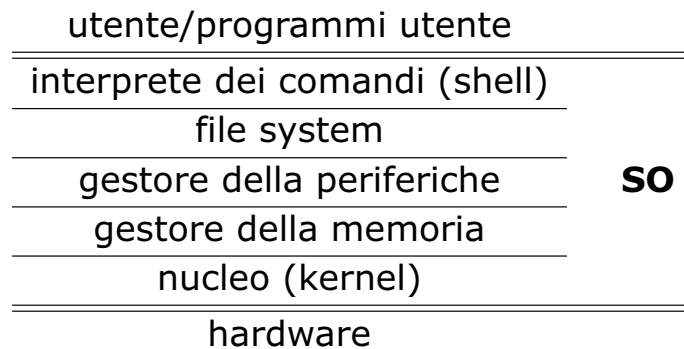 utente/programmi utente
interprete dei comandi (shell)
file system
gestore della periferiche
SO
gestore della memoria
nucleo (kernel)
hardware